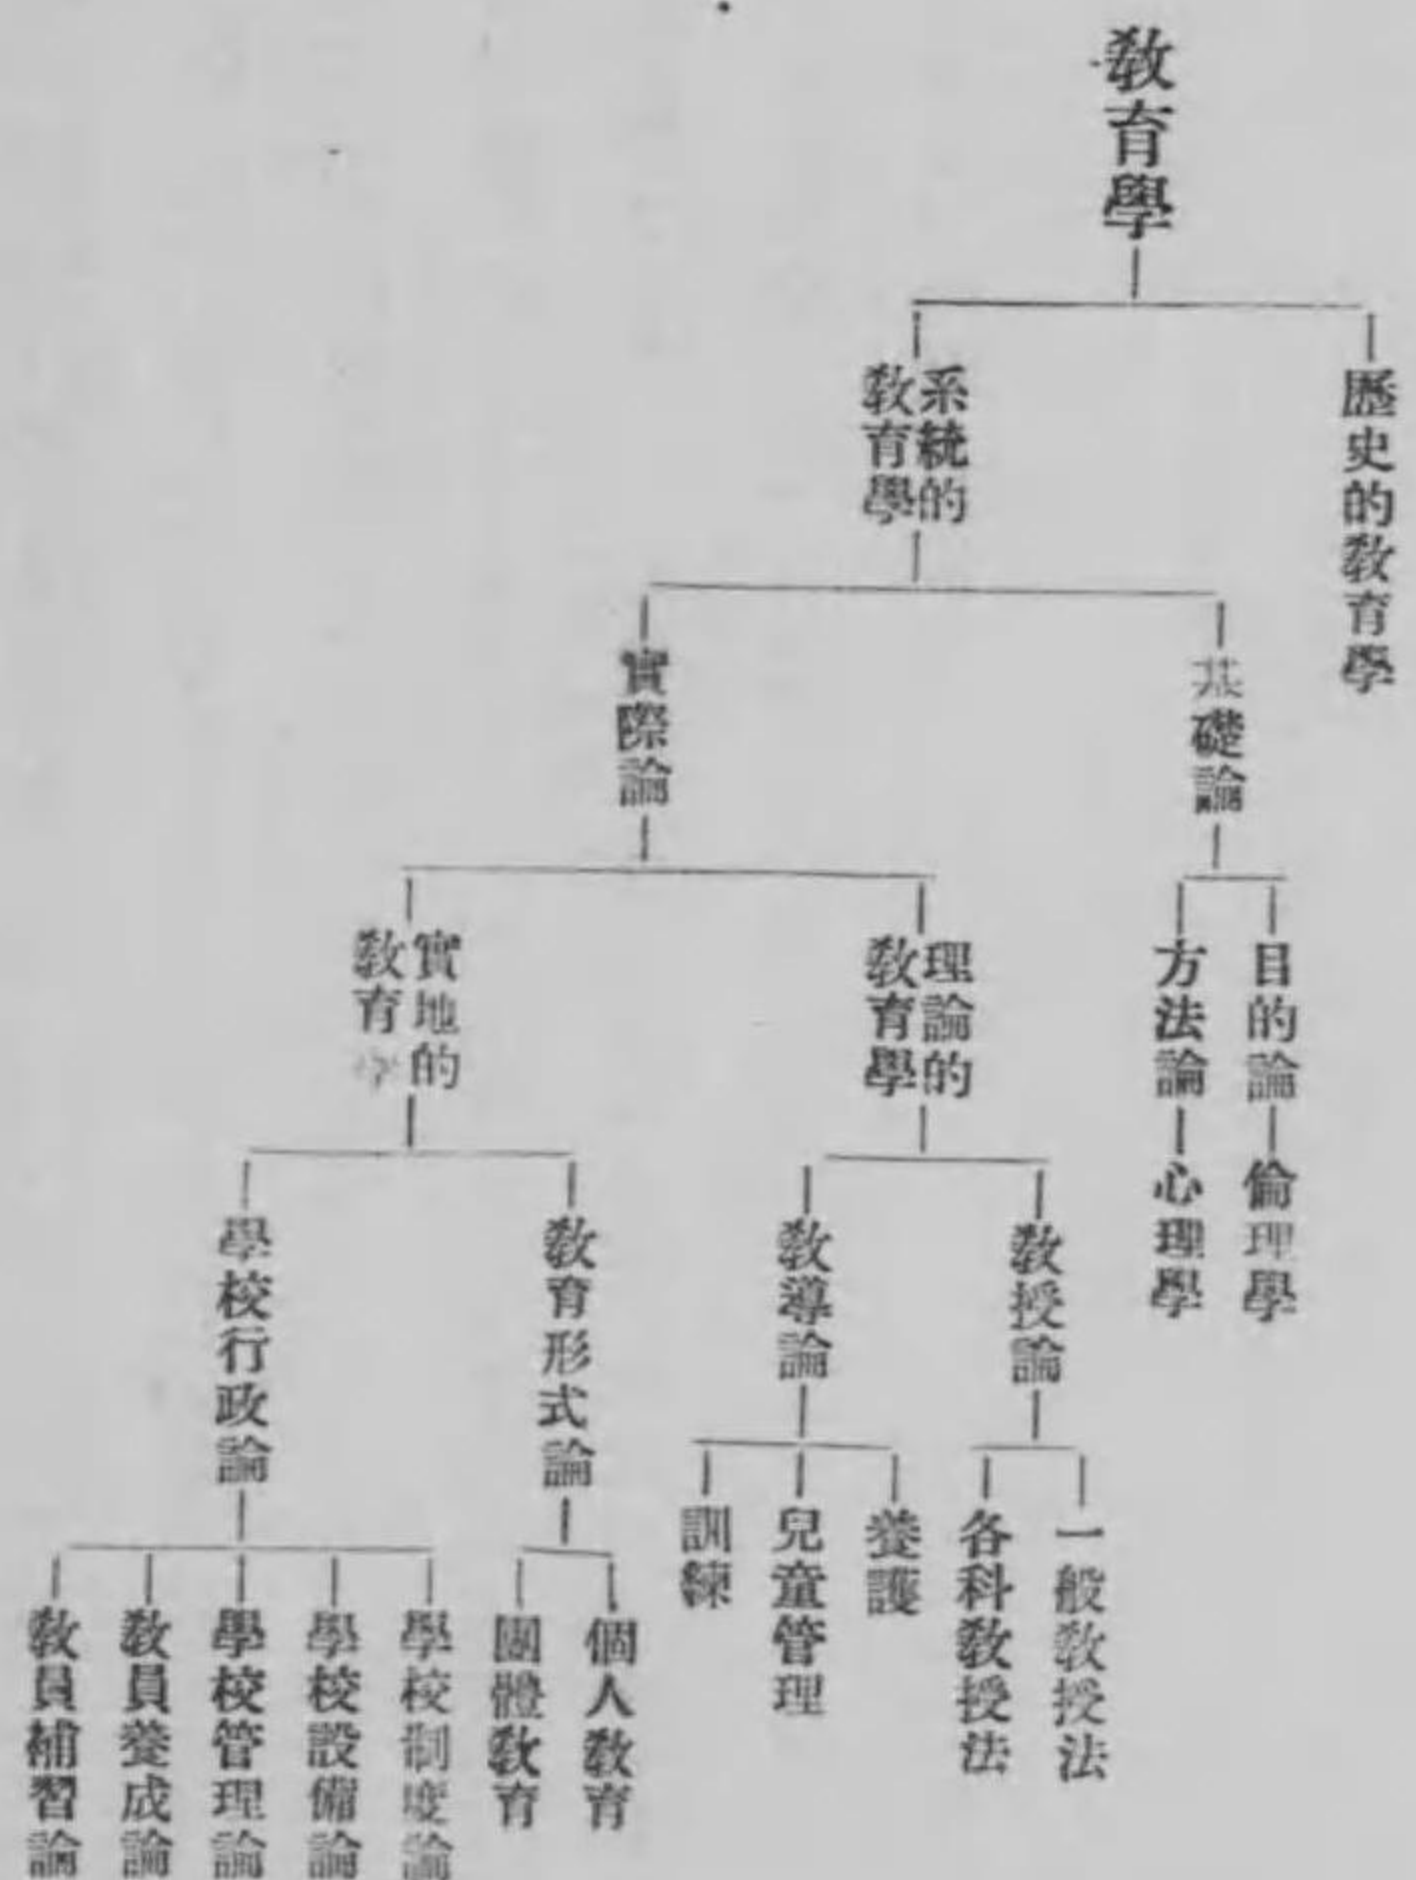 教育學
歷史的教育學
系統的
教育學
基礎論
目的論
倫理學
方法論
心理學
實際論
理論的
教育學
教授論
一般教授法
各科教授法
教導論
養護
兒童管理
訓練
實地的
教育學
教育形式論
個人教育
團體教育
學校行政論
學校制度論
學校設備論
學校管理論
教員養成論
教員補習論